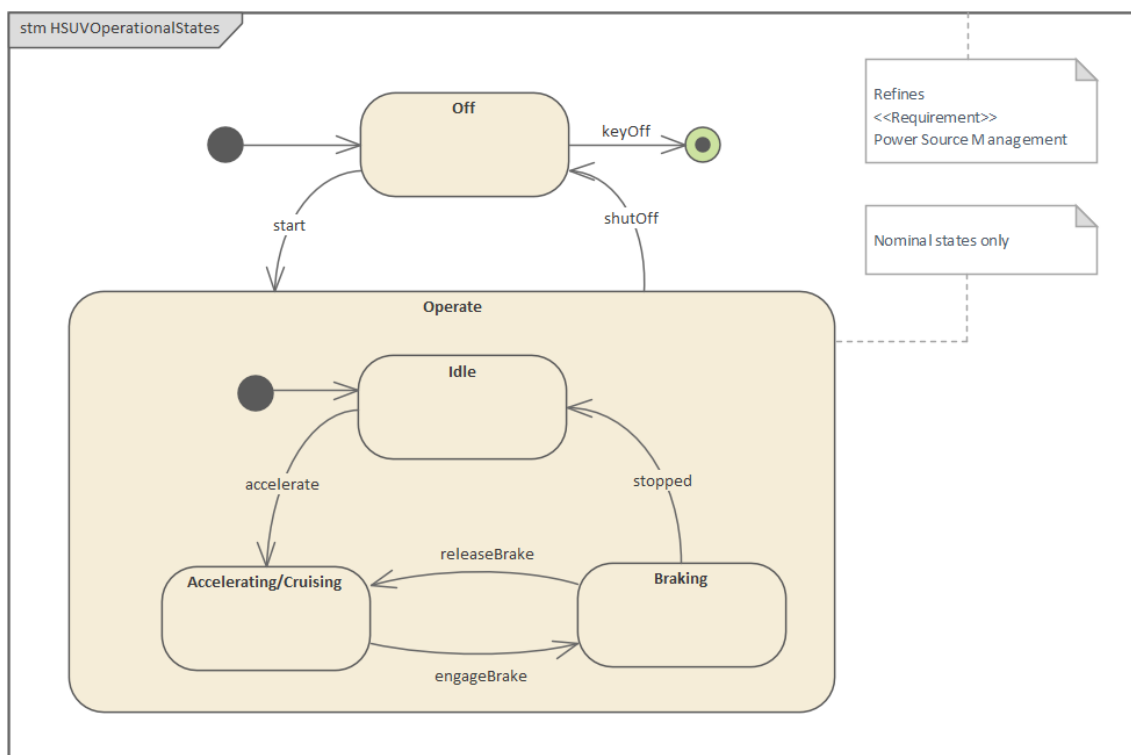 stm HSUVOperationalStates
Off
keyOff
Refines
<<Requirement>>
Power Source Management
start
shutOff
Nominal states only
Operate
Idle
accelerate
stopped
releaseBrake
Accelerating/Cruising
Braking
engageBrake